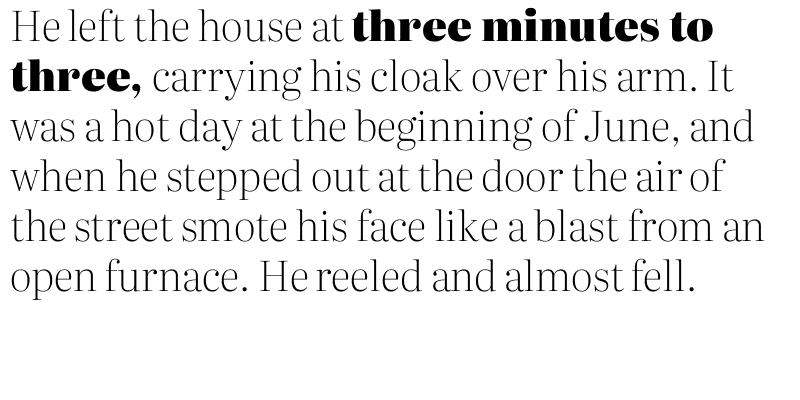 He left the house at three minutes to
three, carrying his cloak over his arm. It
was a hot day at the beginning of June, and
when he stepped out at the door the air of
the street smote his face like a blast from an
open furnace. He reeled and almost fell.